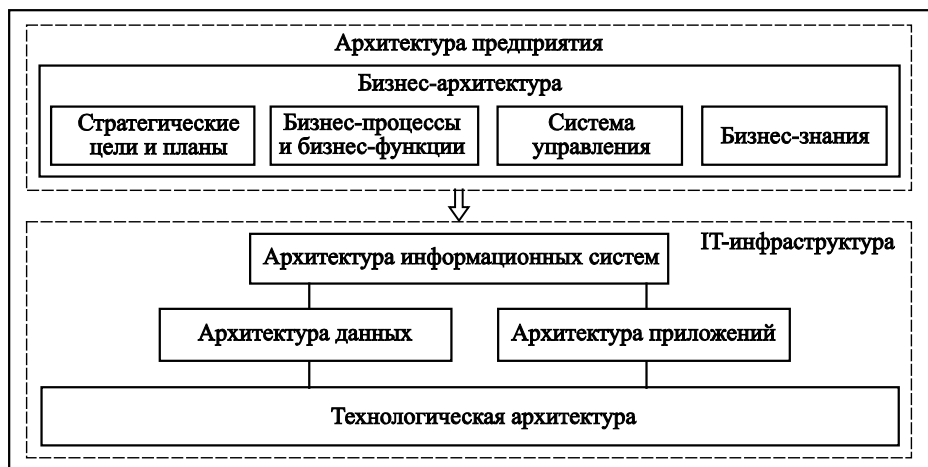 Архитектура предприятия
Бизнес-архитектура
Стратегические
цели и планы
Бизнес-процессы
и бизнес-функции
Система
управления
Бизнес-знания
IT-инфраструктура
Архитектура информационных систем
Архитектура данных
Архитектура приложений
Технологическая архитектура